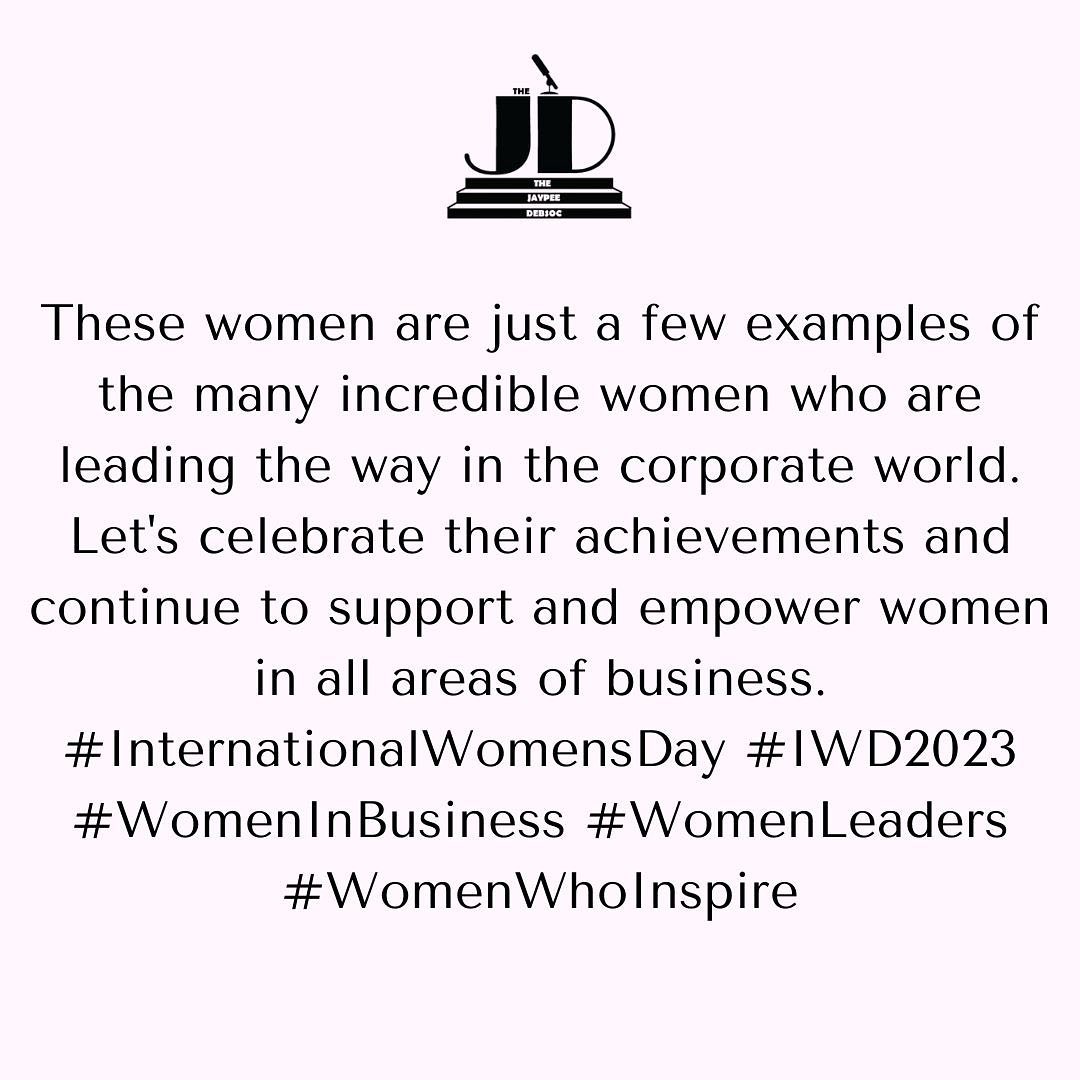 THE
JD
THE
JAYPEE
DEBSOC
These women are just a few examples of
the many incredible women who are
leading the way in the corporate world.
Let's celebrate their achievements and
continue to support and empower women
in all areas of business.
#InternationalWomensDay #IWD2023
#WomenInBusiness #WomenLeaders
#WomenWhoInspire